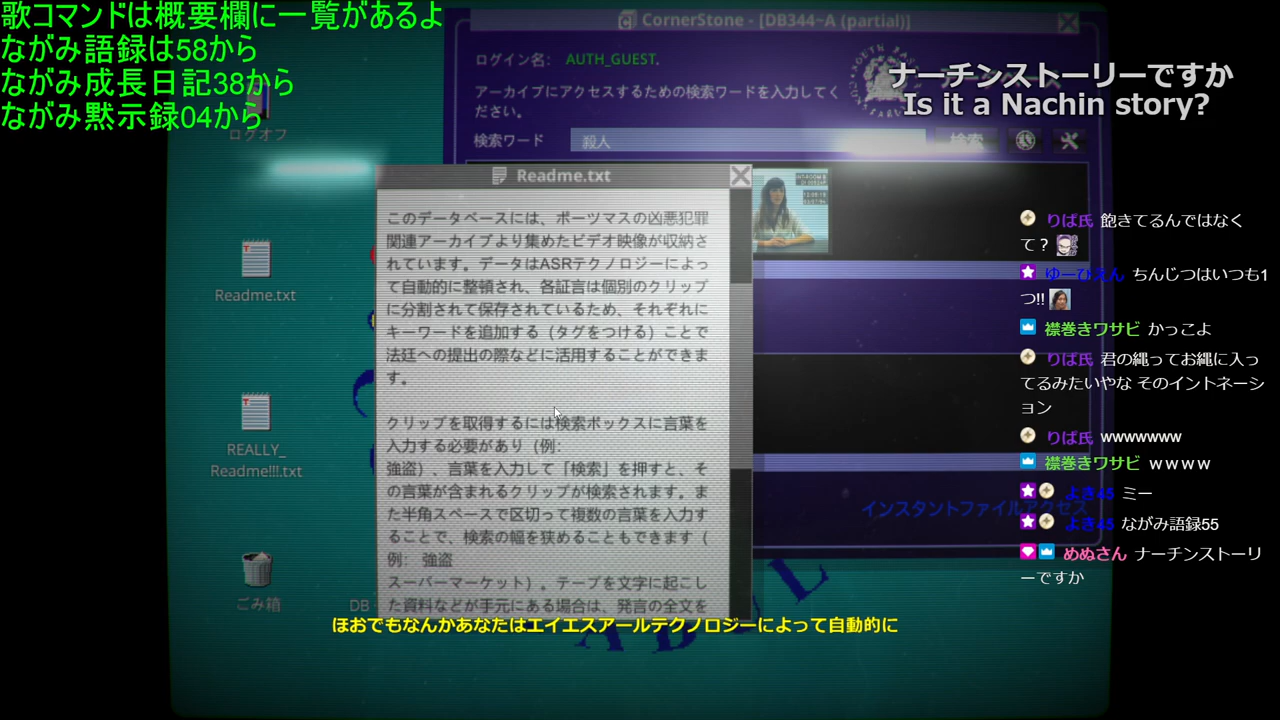 歌コマンドは概要欄に一覧があるよ
ながみ語録は58から
ながみ成長日記38から
ながみ黙示録04から
ログオフ
Readme.txt
REALLY_
Readme!!!.txt
ごみ箱
DB
CornerStone - [DB344~A (partial)]
ログイン名: AUTH_GUEST.
アーカイブにアクセスするための検索ワードを入力してく
ださい。
検索ワード
殺人
検索
Readme.txt
このデータベースには、ポーツマスの凶悪犯罪
関連アーカイブより集めたビデオ映像が収納さ
れています。データはASRテクノロジーによっ
て自動的に整頓され、各証言は個別のクリップ
に分割されて保存されているため、それぞれに
キーワードを追加する（タグをつける）ことで
法廷への提出の際などに活用することができま
す。
クリップを取得するには検索ボックスに言葉を
入力する必要があり（例:
強盗）、言葉を入力して「検索」を押すと、そ
の言葉が含まれるクリップが検索されます。ま
た半角スペースで区切って複数の言葉を入力す
ることで、検索の幅を狭めることもできます（
例: 強盗
スーパーマーケット）。テープを文字に起こし
た資料などが手元にある場合は、発言の全文を
インスタントファイルアクセス
ほおでもなんかあなたはエイエスアールテクノロジーによって自動的に
ナーチンストーリーですか
Is it a Nachin story?
りば氏 飽きてるんではなく
て？
ゆーひえん ちんじつはいつも1
つ!!
襟巻きワサビ かっこよ
りば氏 君の縄ってお縄に入っ
てるみたいやな そのイントネーシ
ョン
りば氏 wwwwwww
襟巻きワサビ ｗｗｗｗ
よき45 ミー
よき45 ながみ語録55
めぬさん ナーチンストーリ
ーですか